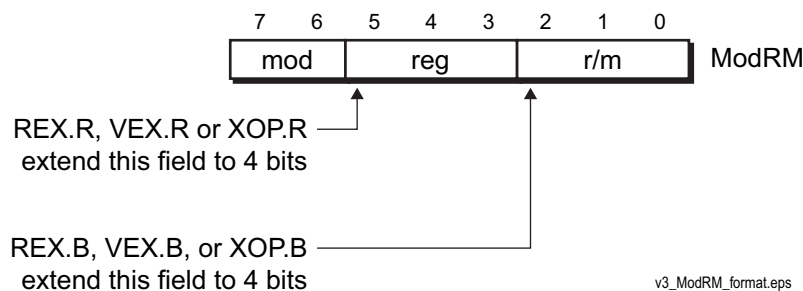 7 6 5 4 3 2 1 0
mod reg r/m ModRM
REX.R, VEX.R or XOP.R
extend this field to 4 bits
REX.B, VEX.B, or XOP.B
extend this field to 4 bits
v3_ModRM_format.eps